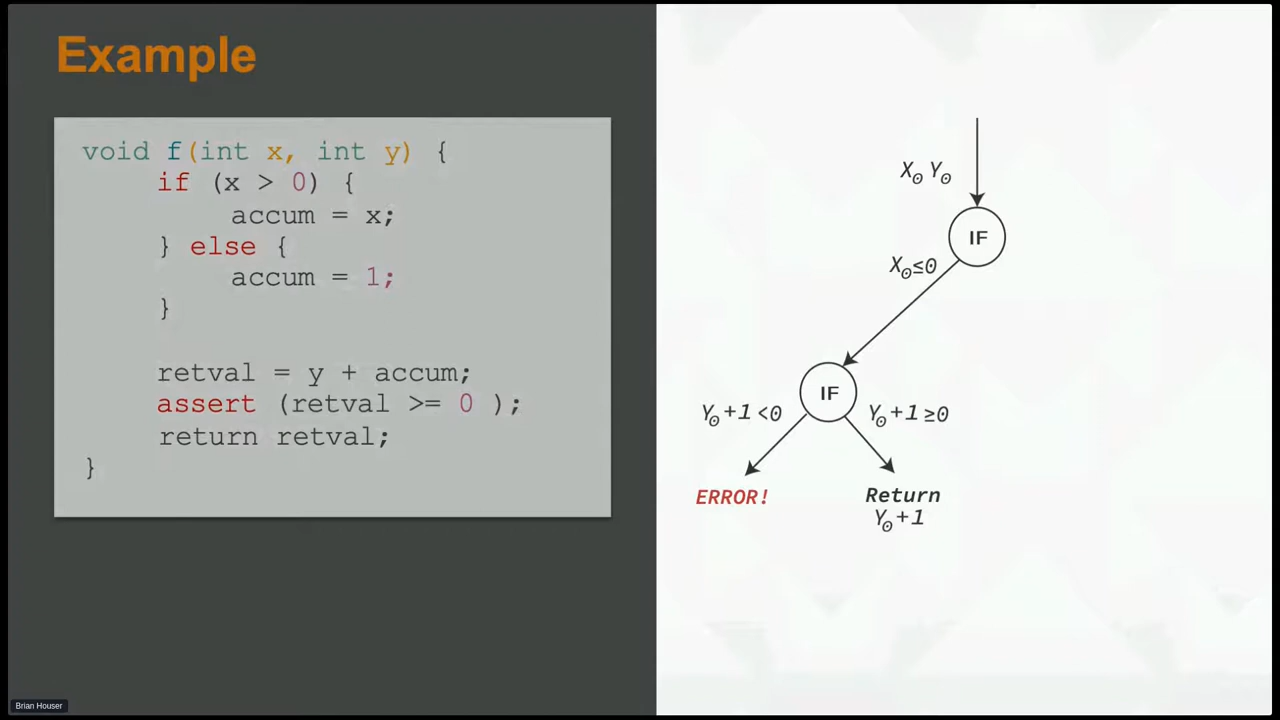 Example
void f(int x, int y) {
if (x > 0) {
accum = x;
} else {
accum = 1;
}
retval = y + accum;
assert (retval >= 0 );
return retval;
}
X₀ Y₀
IF
X₀≤0
IF
Y₀+1 <0
Y₀+1 ≥0
ERROR!
Return
Y₀+1
Brian Houser